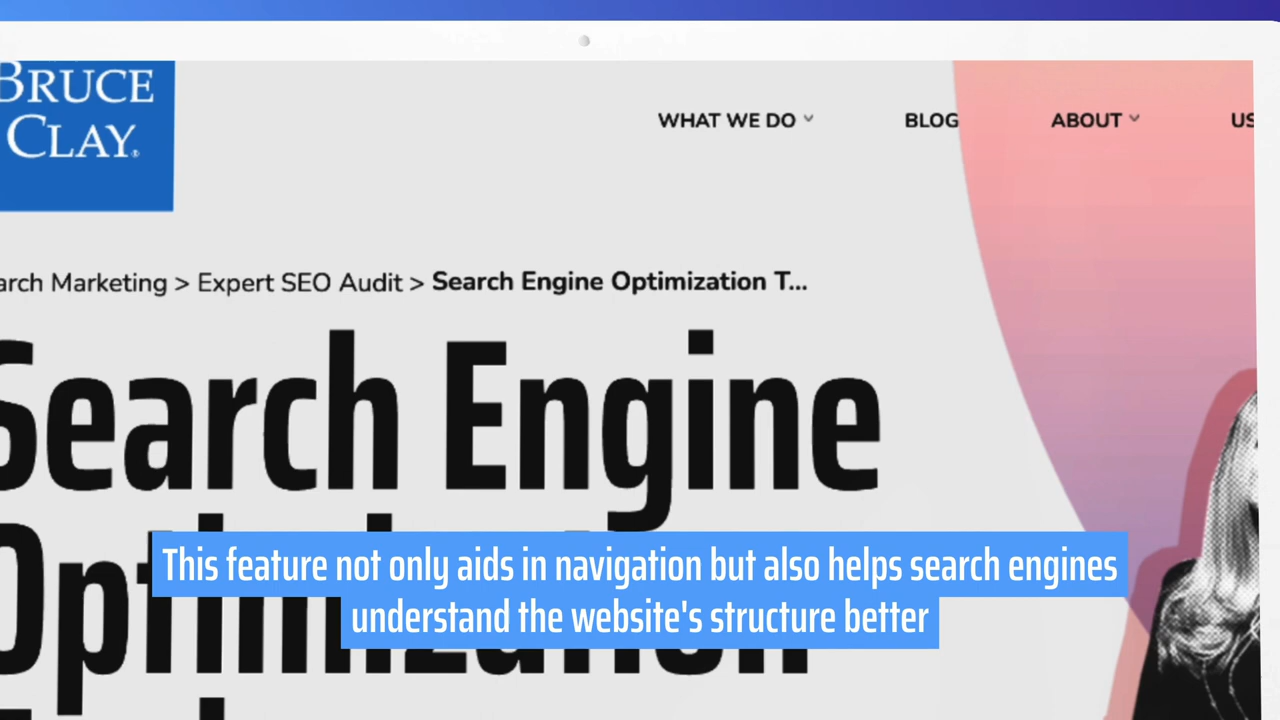 BRUCE
CLAY®
WHAT WE DO BLOG ABOUT US
arch Marketing > Expert SEO Audit > Search Engine Optimization T...
Search Engine
This feature not only aids in navigation but also helps search engines
understand the website's structure better